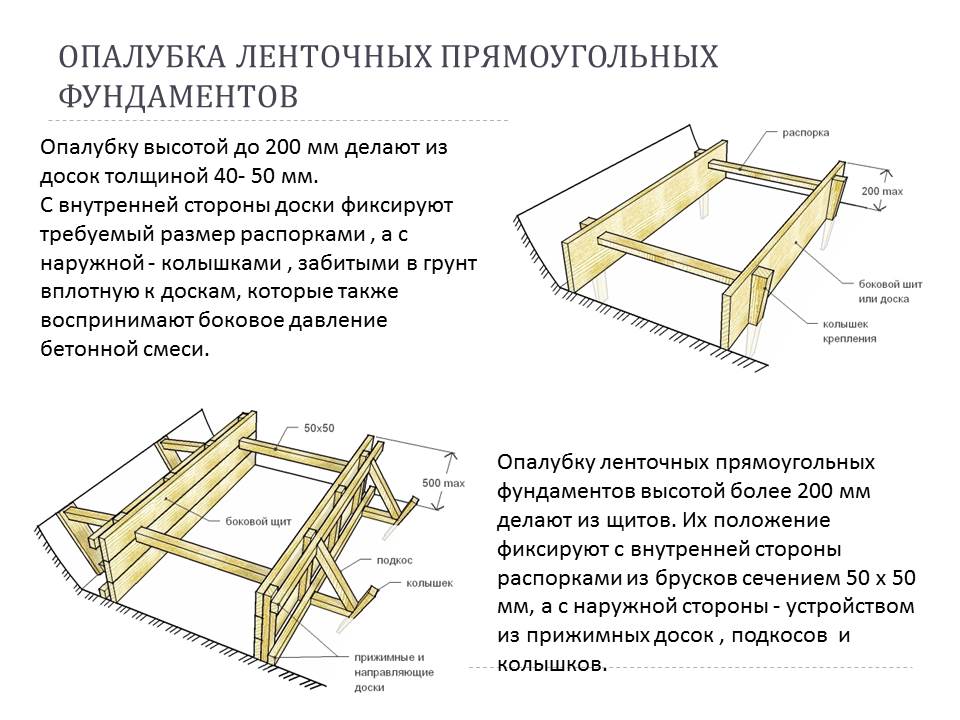 ОПАЛУБКА ЛЕНТОЧНЫХ ПРЯМОУГОЛЬНЫХ
ФУНДАМЕНТОВ
Опалубку высотой до 200 мм делают из
досок толщиной 40- 50 мм.
С внутренней стороны доски фиксируют
требуемый размер распорками , а с
наружной - колышками , забитыми в грунт
вплотную к доскам, которые также
воспринимают боковое давление
бетонной смеси.
распорка
200 max
боковой шит
или доска
колышек
крепления
50x50
500 max
боковой щит
подкос
колышек
прижимные и
направляющие
доски
Опалубку ленточных прямоугольных
фундаментов высотой более 200 мм
делают из щитов. Их положение
фиксируют с внутренней стороны
распорками из брусков сечением 50 х 50
мм, а с наружной стороны - устройством
из прижимных досок , подкосов и
колышков.